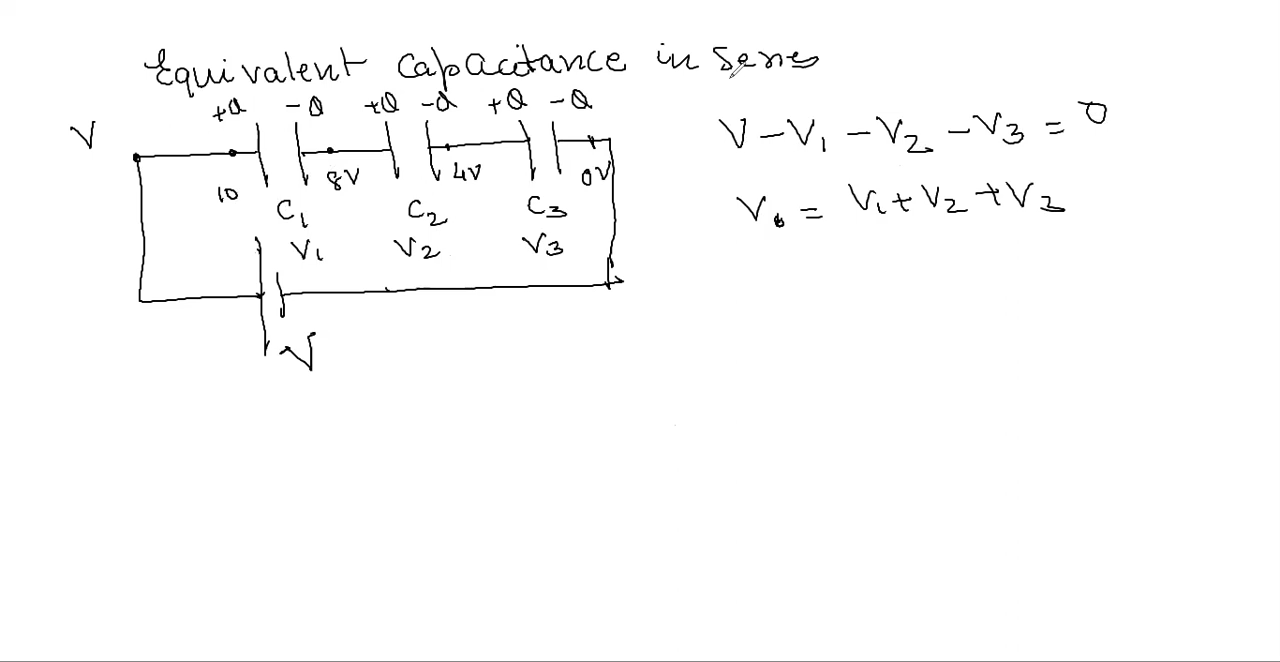 Equivalent Capacitance in Series
+Q -Q +Q -Q +Q -Q
V
V - V₁ - V₂ - V₃ = 0
10 8V 4V 0V
V. = V₁ + V₂ + V₃
C₁ C₂ C₃
V₁ V₂ V₃
V